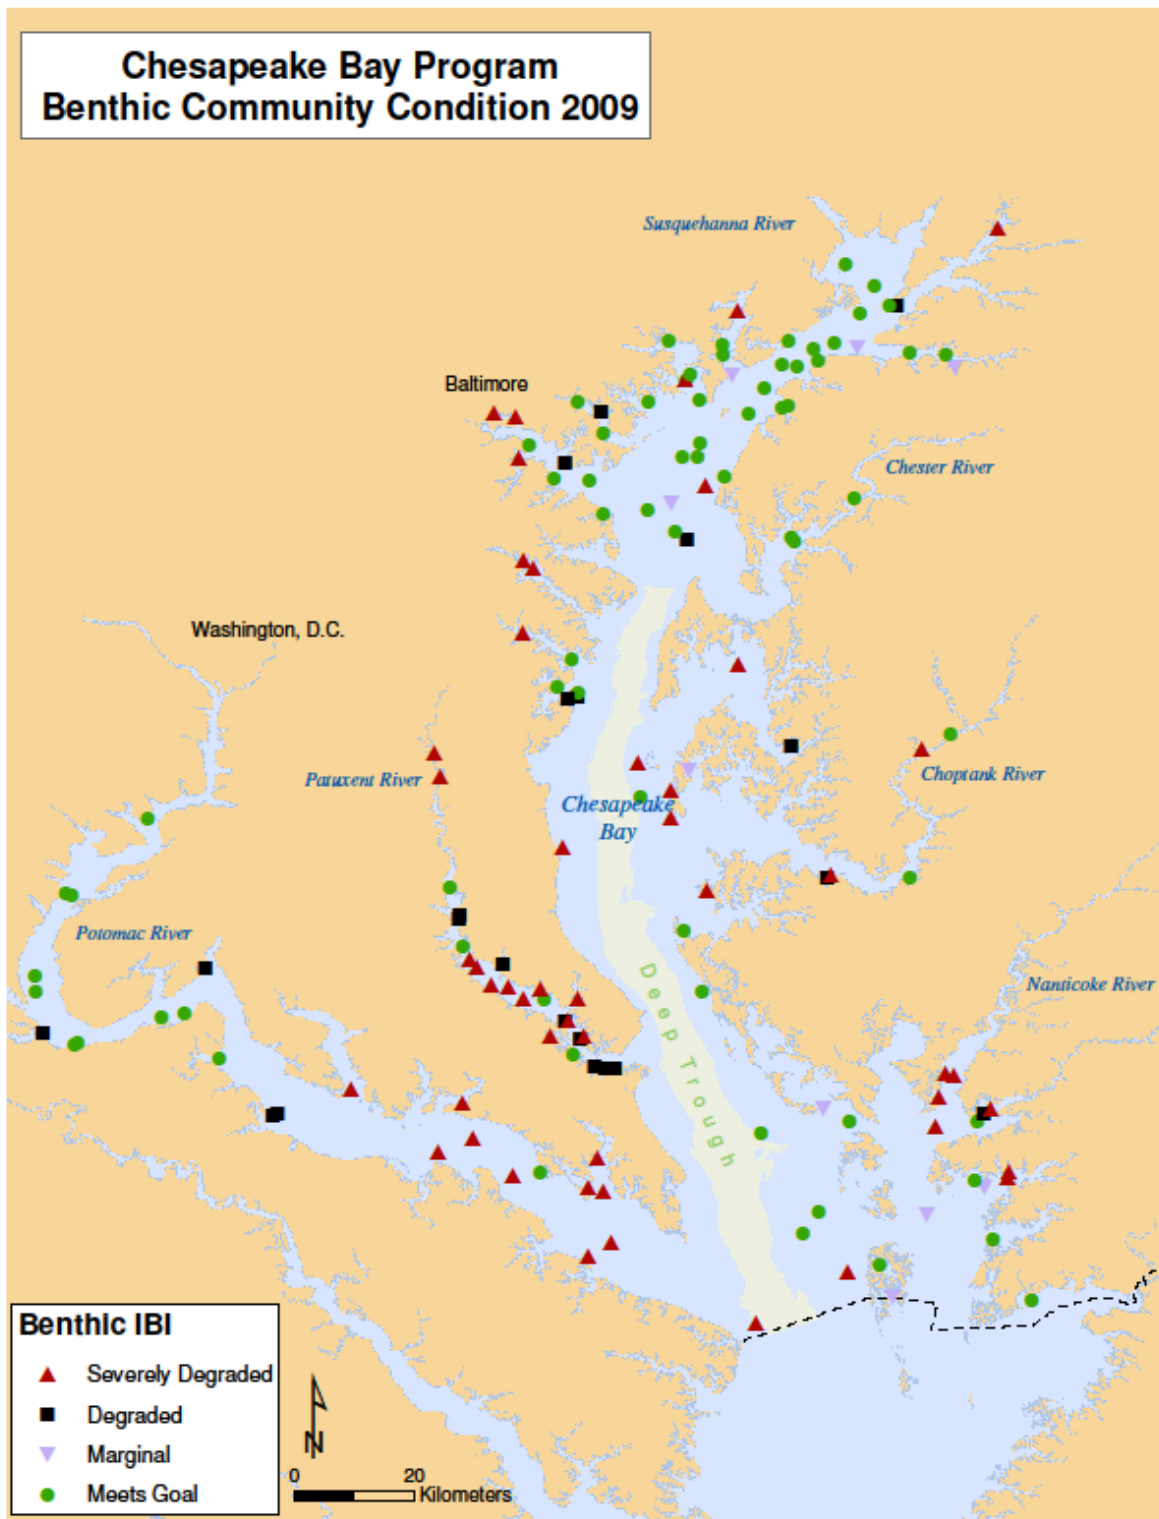 Chesapeake Bay Program
Benthic Community Condition 2009
Susquehanna River
Baltimore
Chester River
Washington, D.C.
Patuxent River
Choptank River
Chesapeake
Bay
Potomac River
Deep Trough
Nanticoke River
Benthic IBI
Severely Degraded
Degraded
Marginal
Meets Goal
N
0 20
Kilometers